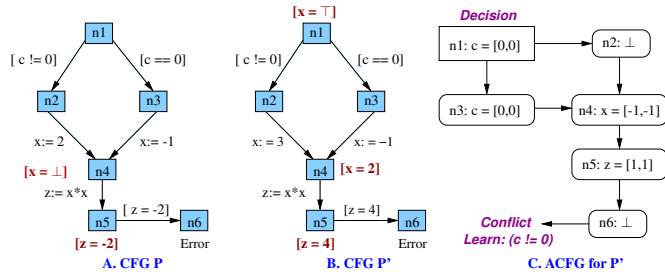 [x = ⊤]
Decision
n1
n1
n1: c = [0,0]
n2: ⊥
[ c != 0]
[c == 0]
[ c != 0]
[c == 0]
n2
n3
n2
n3
n3: c = [0,0]
n4: x = [-1,-1]
x:= 2
x:= -1
x: = 3
x: = −1
[x = ⊥]
n4
n4
[x = 2]
n5: z = [1,1]
z:= x*x
z:= x*x
n5
[ z = -2]
n6
n5
[z = 4]
n6
n6: ⊥
[z = -2]
Error
[z = 4]
Error
Conflict
Learn: (c != 0)
A. CFG P
B. CFG P'
C. ACFG for P'